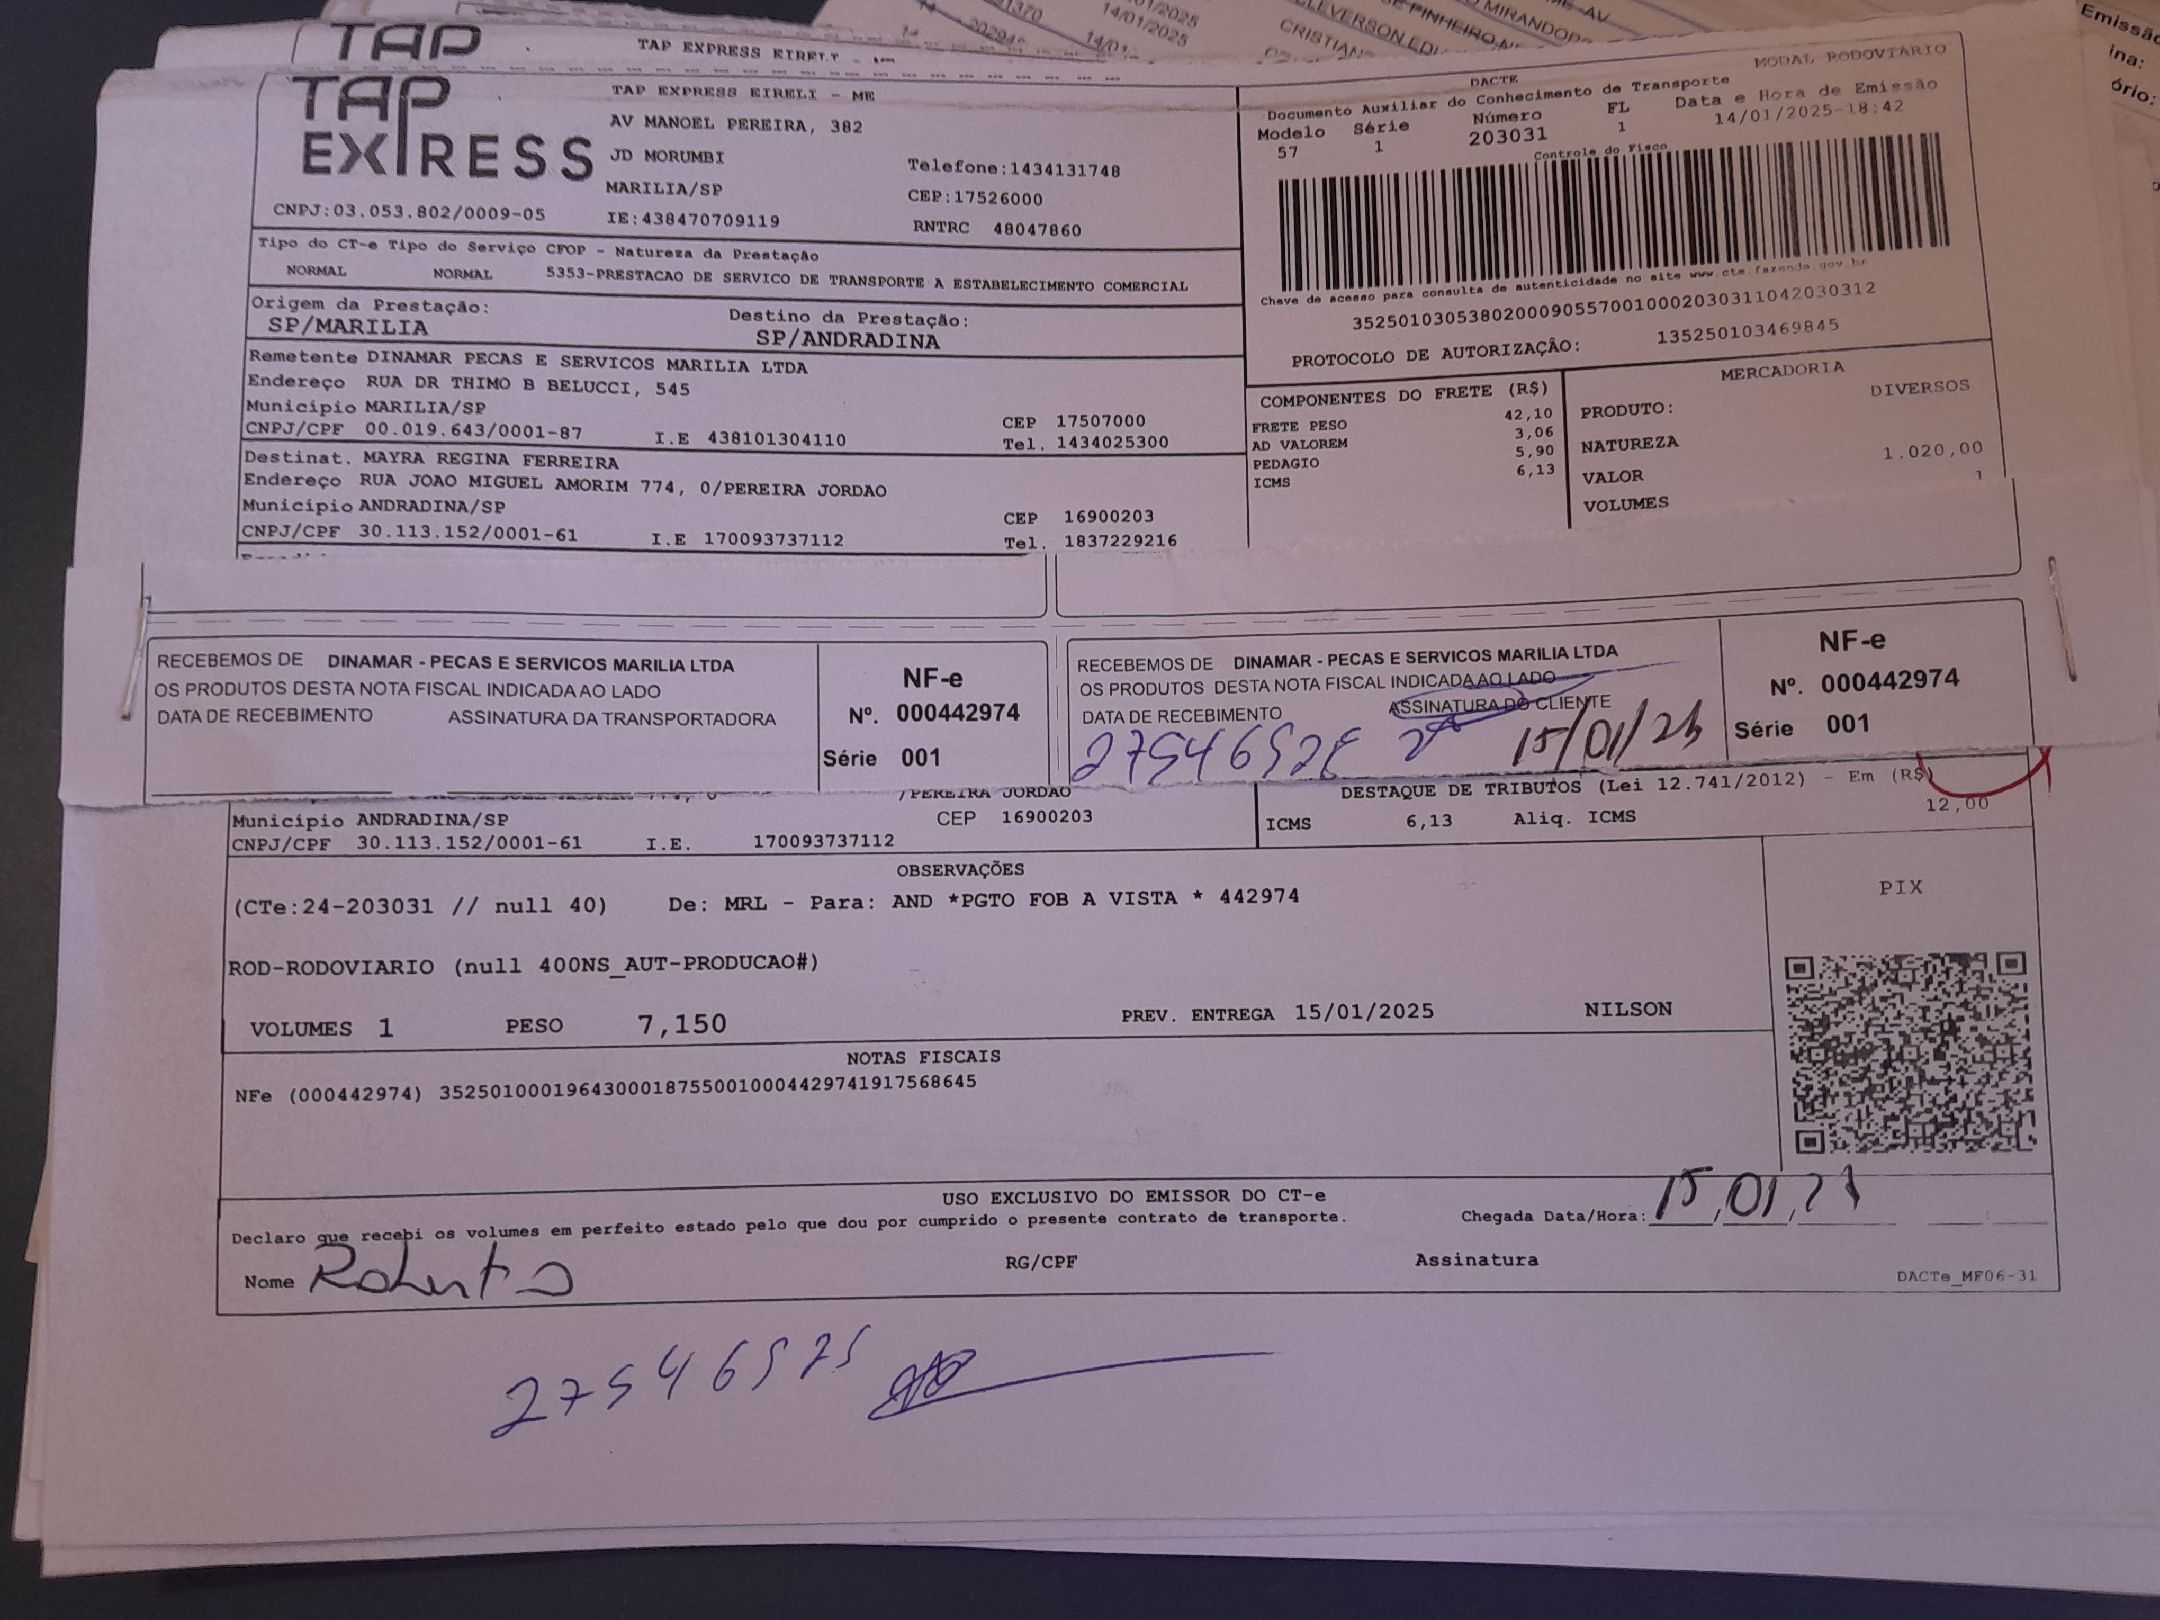 TAP
TAP EXPRESS EIRELI
TAP EXPRESS
TAP EXPRESS EIRELI - ME
AV MANOEL PEREIRA, 382
JD MORUMBI
Telefone:1434131748
MARILIA/SP
CEP:17526000
CNPJ:03.053.802/0009-05
IE:438470709119
RNTRC 48047860
MODAL RODOVIARIO
DACTE
Documento Auxiliar do Conhecimento de Transporte
Modelo Série Número FL Data e Hora de Emissão
57 1 203031 1 14/01/2025-18:42
Controle do Fisco
Chave de acesso para consulta de autenticidade no site www.cte.fazenda.gov.br
35250103053802000905570010002030311042030312
PROTOCOLO DE AUTORIZAÇÂO: 135250103469845
Tipo do CT-e Tipo do Serviço CFOP - Natureza da Prestação
NORMAL NORMAL 5353-PRESTACAO DE SERVICO DE TRANSPORTE A ESTABELECIMENTO COMERCIAL
Origem da Prestação: Destino da Prestação:
SP/MARILIA SP/ANDRADINA
Remetente DINAMAR PECAS E SERVICOS MARILIA LTDA
Endereço RUA DR THIMO B BELUCCI, 545
Município MARILIA/SP CEP 17507000
CNPJ/CPF 00.019.643/0001-87 I.E 438101304110 Tel. 1434025300
Destinat. MAYRA REGINA FERREIRA
Endereço RUA JOAO MIGUEL AMORIM 774, 0/PEREIRA JORDAO
Município ANDRADINA/SP CEP 16900203
CNPJ/CPF 30.113.152/0001-61 I.E 170093737112 Tel. 1837229216
COMPONENTES DO FRETE (R$)
FRETE PESO 42,10
AD VALOREM 3,06
PEDAGIO 5,90
ICMS 6,13
MERCADORIA
PRODUTO: DIVERSOS
NATUREZA
VALOR 1.020,00
VOLUMES 1
RECEBEMOS DE DINAMAR - PECAS E SERVICOS MARILIA LTDA
OS PRODUTOS DESTA NOTA FISCAL INDICADA AO LADO
DATA DE RECEBIMENTO ASSINATURA DA TRANSPORTADORA
NF-e
Nº. 000442974
Série 001
RECEBEMOS DE DINAMAR - PECAS E SERVICOS MARILIA LTDA
OS PRODUTOS DESTA NOTA FISCAL INDICADA AO LADO
DATA DE RECEBIMENTO ASSINATURA DO CLIENTE
15/01/25
NF-e
Nº. 000442974
Série 001
/PEREIRA JORDAO
Município ANDRADINA/SP CEP 16900203
CNPJ/CPF 30.113.152/0001-61 I.E. 170093737112
DESTAQUE DE TRIBUTOS (Lei 12.741/2012) - Em (R$)
ICMS 6,13 Aliq. ICMS 12,00
OBSERVAÇÕES
(CTe:24-203031 // null 40) De: MRL - Para: AND *PGTO FOB A VISTA * 442974
PIX
ROD-RODOVIARIO (null 400NS_AUT-PRODUCAO#)
VOLUMES 1 PESO 7,150 PREV. ENTREGA 15/01/2025 NILSON
NOTAS FISCAIS
NFe (000442974) 35250100019643000187550010004429741917568645
USO EXCLUSIVO DO EMISSOR DO CT-e
Declaro que recebi os volumes em perfeito estado pelo que dou por cumprido o presente contrato de transporte.
Chegada Data/Hora: 15,01,25
Nome Roberto RG/CPF Assinatura
DACTe_MF06-31